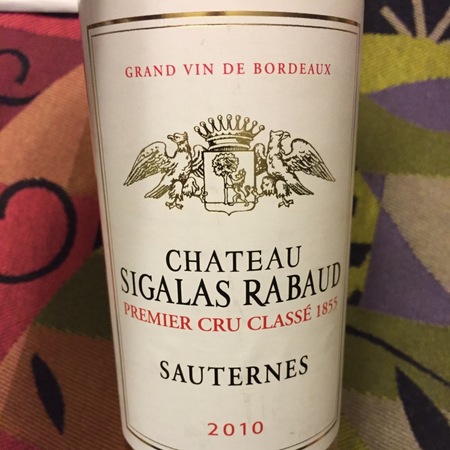 GRAND VIN DE BORDEAUX
CHATEAU
SIGALAS RABAUD
PREMIER CRU CLASSÉ 1855
SAUTERNES
2010